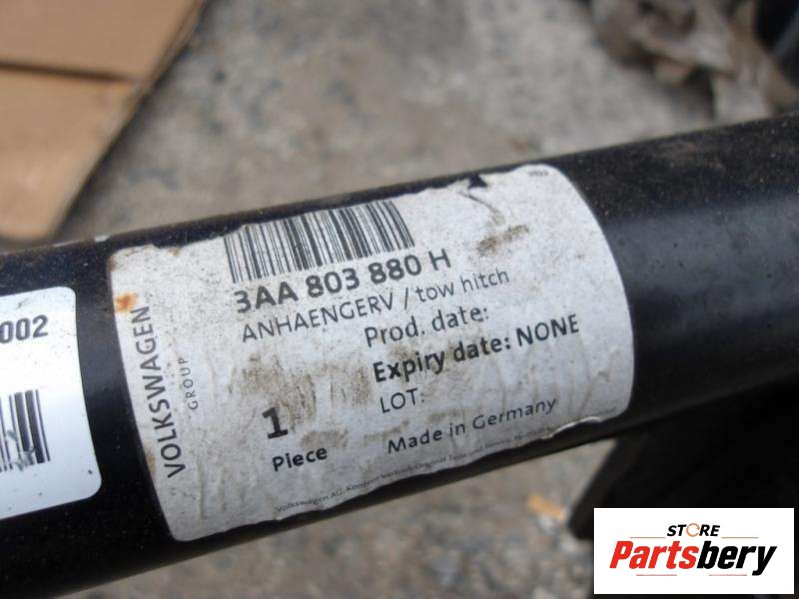 3AA 803 880 H
ANHAENGERV / tow hitch
Prod. date:
Expiry date: NONE
LOT:
1
Piece
Made in Germany
VOLKSWAGEN
GROUP
002
STORE
Partsbery